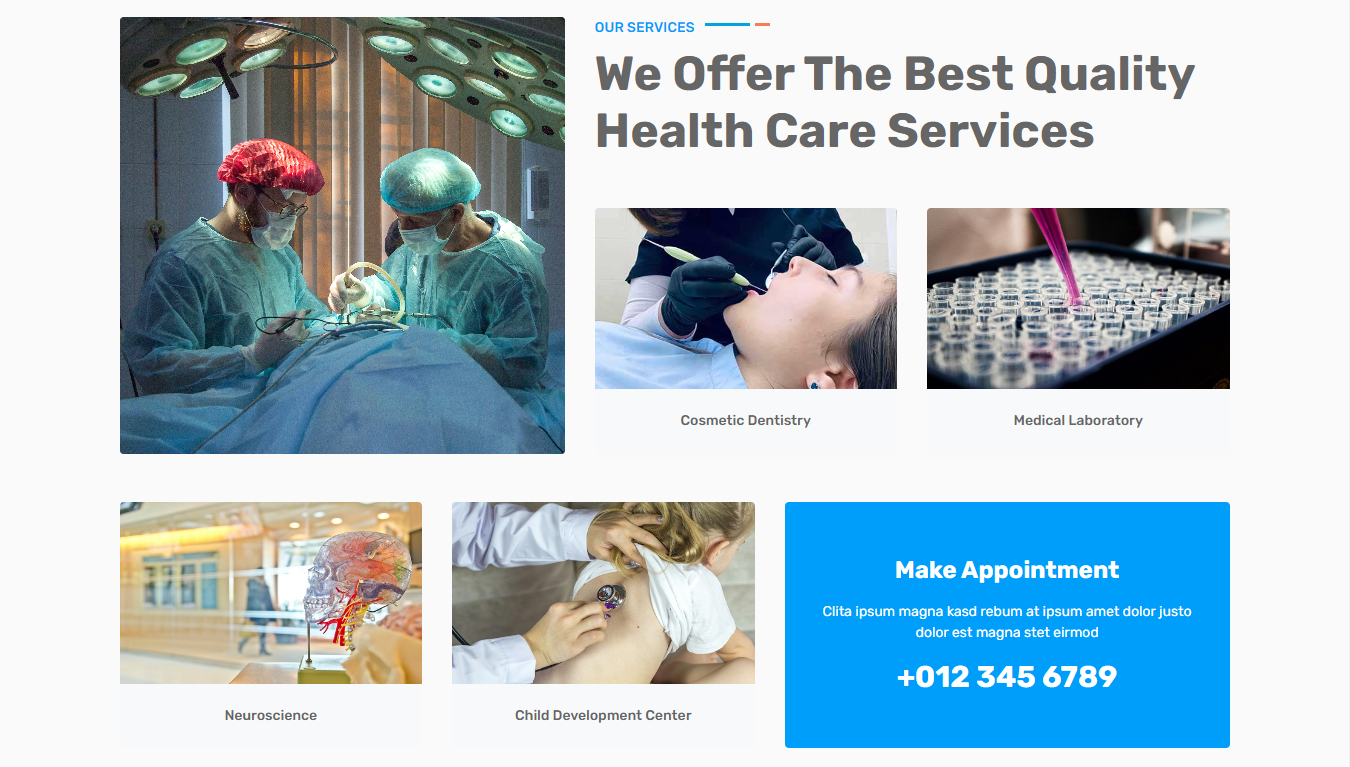 OUR SERVICES
We Offer The Best Quality
Health Care Services
Cosmetic Dentistry
Medical Laboratory
Neuroscience
Child Development Center
Make Appointment
Clita ipsum magna kasd rebum at ipsum amet dolor justo
dolor est magna stet eirmod
+012 345 6789